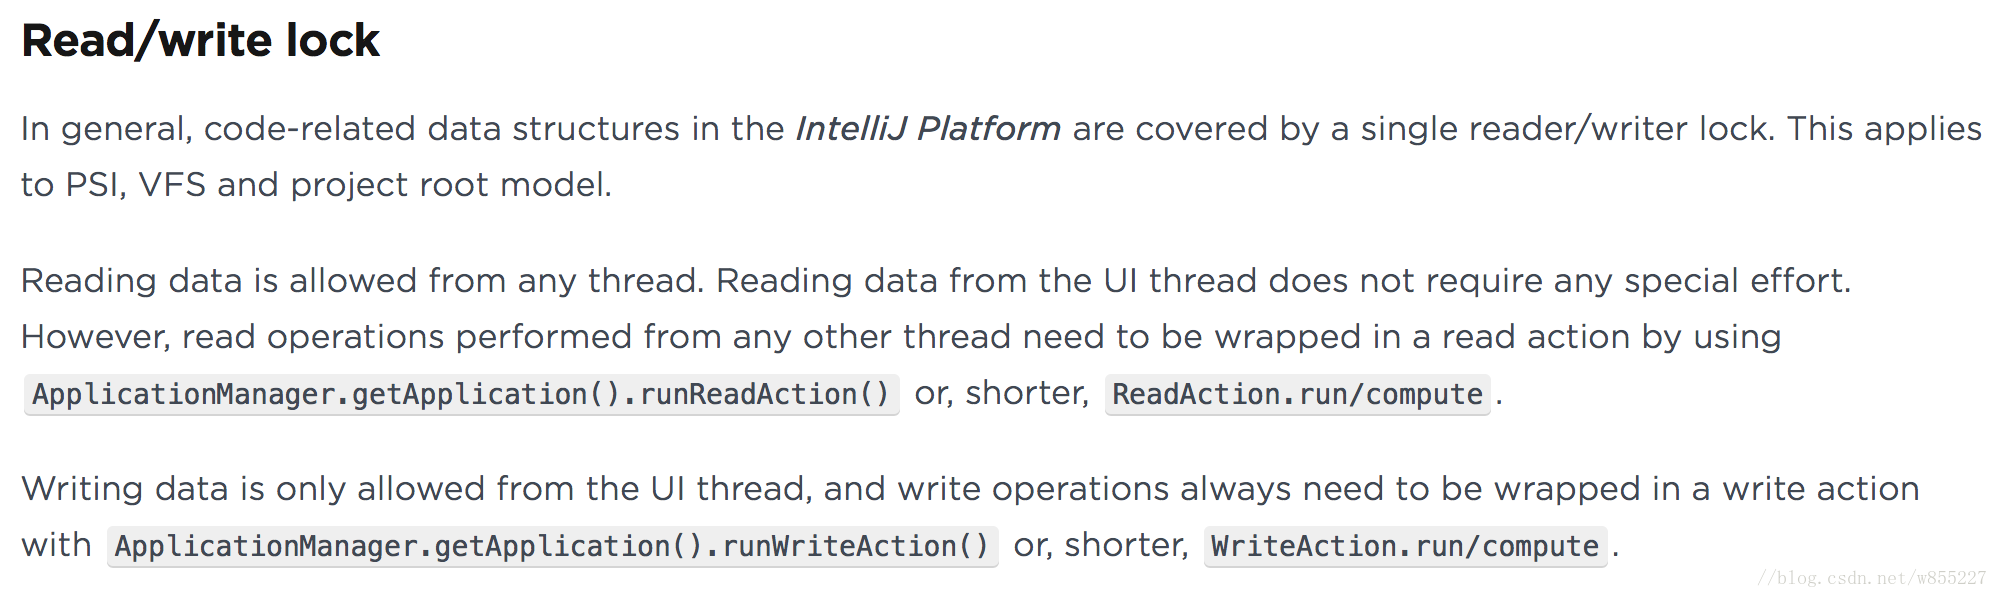 Read/write lock
In general, code-related data structures in the IntelliJ Platform are covered by a single reader/writer lock. This applies
to PSI, VFS and project root model.
Reading data is allowed from any thread. Reading data from the UI thread does not require any special effort.
However, read operations performed from any other thread need to be wrapped in a read action by using
ApplicationManager.getApplication().runReadAction() or, shorter, ReadAction.run/compute.
Writing data is only allowed from the UI thread, and write operations always need to be wrapped in a write action
with ApplicationManager.getApplication().runWriteAction() or, shorter, WriteAction.run/compute.
//blog.csdn.net/w855227